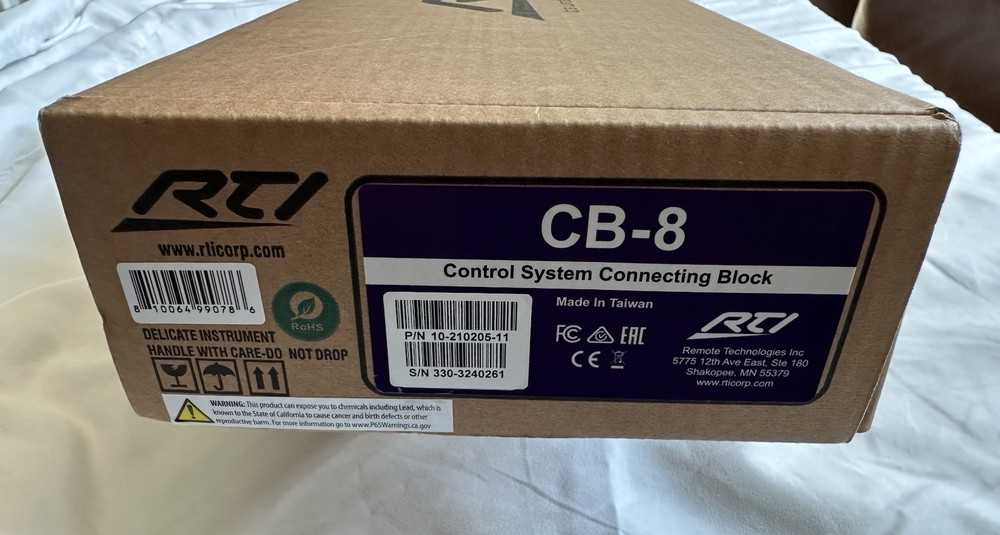 RTI
www.rticorp.com
8 10064 99078 6
RoHS
DELICATE INSTRUMENT
HANDLE WITH CARE-DO NOT DROP
WARNING: This product can expose you to chemicals including Lead, which is
known to the State of California to cause cancer and birth defects or other
reproductive harm. For more information go to www.P65Warnings.ca.gov
CB-8
Control System Connecting Block
P/N 10-210205-11
S/N 330-3240261
Made In Taiwan
FC EAC
CE
RTI
Remote Technologies Inc
5775 12th Ave East, Ste 180
Shakopee, MN 55379
www.rticorp.com